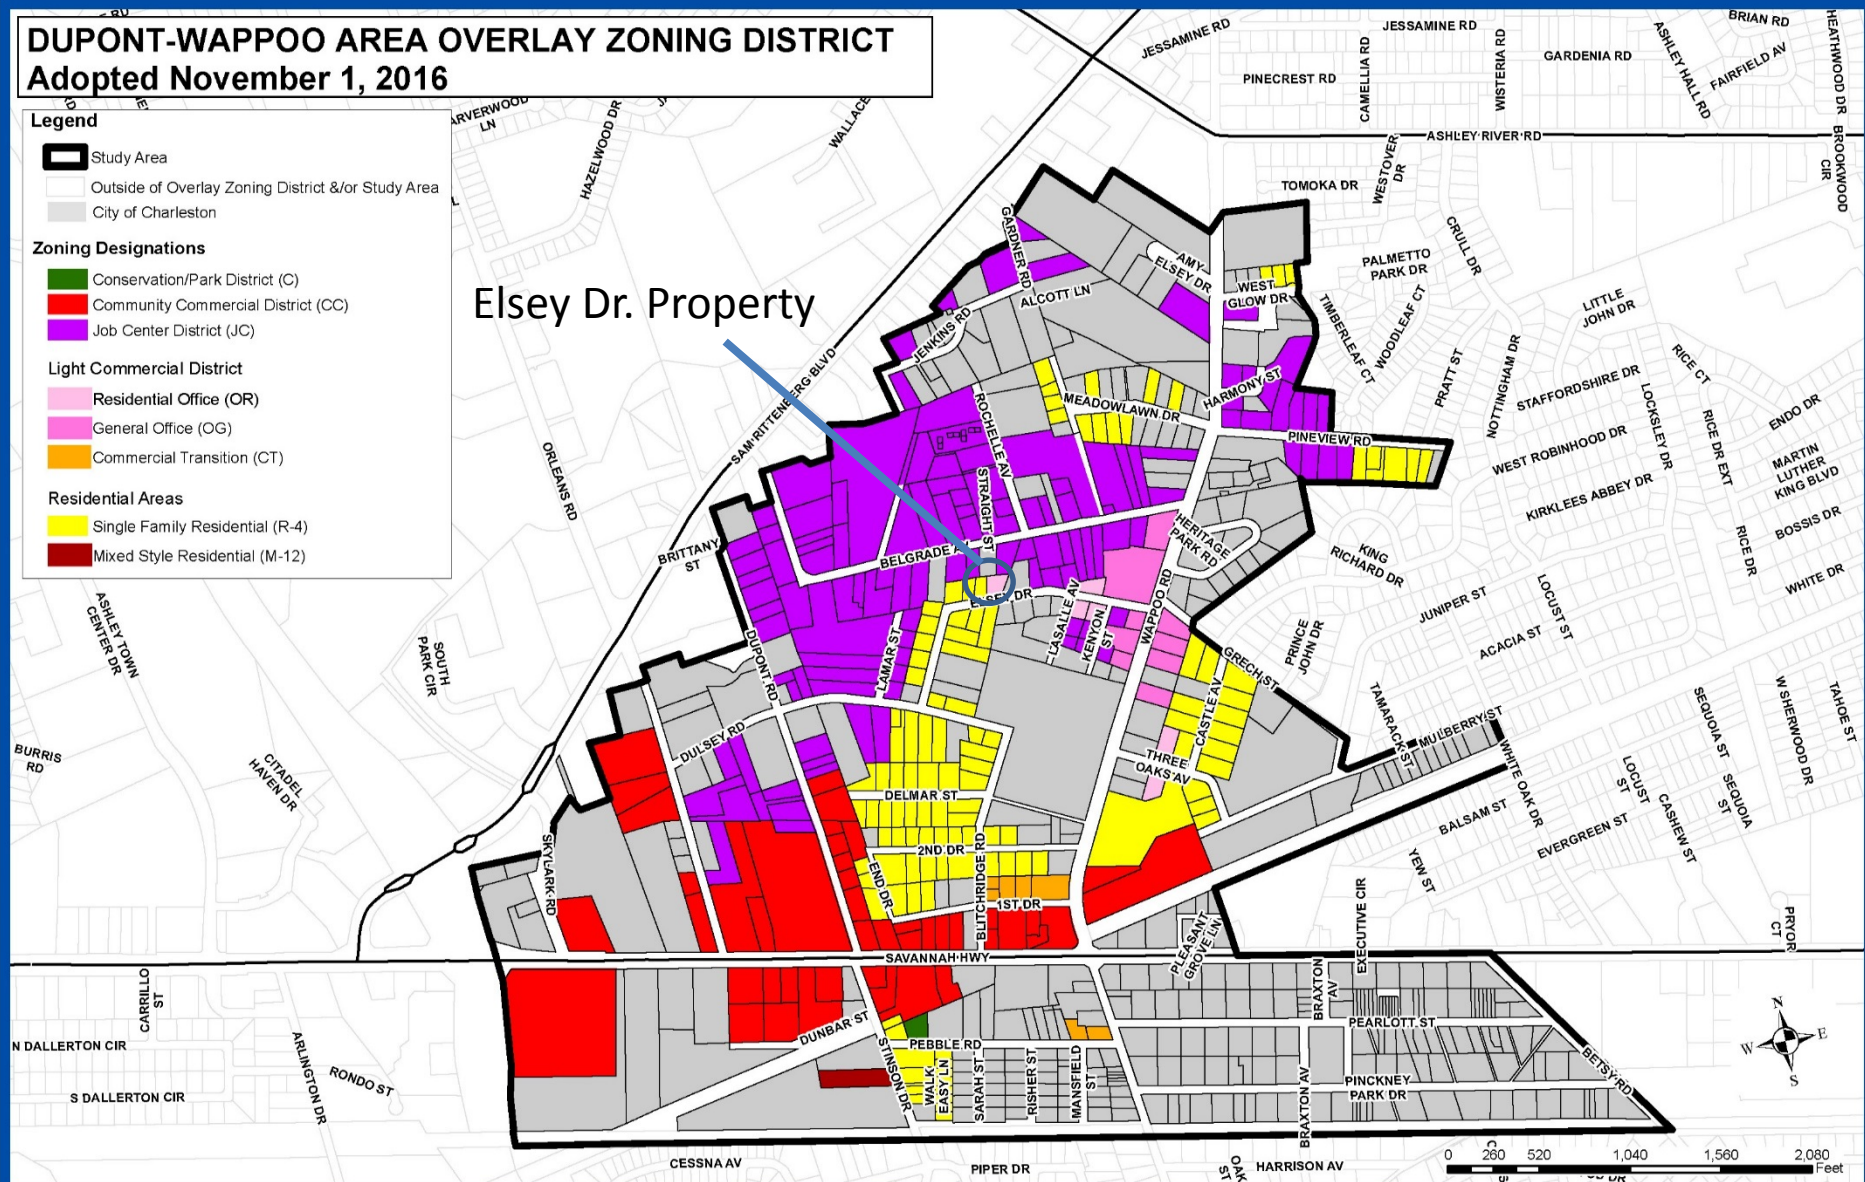 DUPONT-WAPPOO AREA OVERLAY ZONING DISTRICT
Adopted November 1, 2016
Legend
Study Area
Outside of Overlay Zoning District &/or Study Area
City of Charleston
Zoning Designations
Conservation/Park District (C)
Community Commercial District (CC)
Job Center District (JC)
Light Commercial District
Residential Office (OR)
General Office (OG)
Commercial Transition (CT)
Residential Areas
Single Family Residential (R-4)
Mixed Style Residential (M-12)
Elsey Dr. Property
JESSAMINE RD
JESSAMINE RD
BRIAN RD
GARDENIA RD
PINECREST RD
CAMELLIA RD
WISTERIA RD
ASHLEY HALL RD
FAIRFIELD AV
HEATHWOOD DR
BROOKWOOD
CIR
ASHLEY RIVER RD
LN
HAZELWOOD DR
WESTOVER
DR
TOMOKA DR
CRULL DR
PALMETTO
PARK DR
GARDNER RD
AMY
ELSEY DR
WEST
GLOW DR
ALCOTT LN
JENKINS RD
TIMBERLEAF CT
WOODLEAF CT
LITTLE
JOHN DR
SAM RITTENBERG BLVD
ROCHELLE AV
MEADOWLAWN DR
HARMONY ST
PRATT ST
NOTTINGHAM DR
STAFFORDSHIRE DR
RICE CT
LOCKSLEY DR
RICE DR EXT
ENDO DR
PINEVIEW RD
WEST ROBINHOOD DR
MARTIN
LUTHER
KING BLVD
KIRKLEES ABBEY DR
BOSSIS DR
ORLEANS RD
STRAIGHT ST
HERITAGE
PARK RD
BRITTANY
ST
BELGRADE
KING
RICHARD DR
RICE DR
WHITE DR
ELSEY DR
LASALLE AV
KENYON
ST
WAPPOO RD
JUNIPER ST
LOCUST ST
ACACIA ST
PRINCE
JOHN DR
GRECH ST
ASHLEY TOWN
CENTER DR
SOUTH
PARK CIR
DUPONT RD
LAMAR ST
CASTLE AV
TAMARACK ST
MULBERRY ST
SEQUOIA ST
W SHERWOOD DR
TAHOE ST
BURRIS
RD
CITADEL
HAVEN DR
DULSEY RD
THREE
OAKS AV
WHITE OAK DR
LOCUST
ST
SEQUOIA
ST
CASHEW ST
DELMAR ST
BALSAM ST
EVERGREEN ST
YEW ST
SKYLARK RD
END DR
2ND DR
BLITCHRIDGE RD
1ST DR
PLEASANT
GROVE LN
EXECUTIVE CIR
PRYOR
CT
SAVANNAH HWY
CARRILLO
ST
BRAXTON
AV
PEARLOTT ST
N DALLERTON CIR
ARLINGTON DR
RONDO ST
S DALLERTON CIR
DUNBAR ST
STINSON DR
PEBBLE RD
WALK
EASY LN
SARAH ST
RISHER ST
MANSFIELD
ST
BRAXTON AV
PINCKNEY
PARK DR
BETSY RD
N
W
E
S
CESSNA AV
PIPER DR
OAK
ST
HARRISON AV
0 260 520 1,040 1,560 2,080
Feet